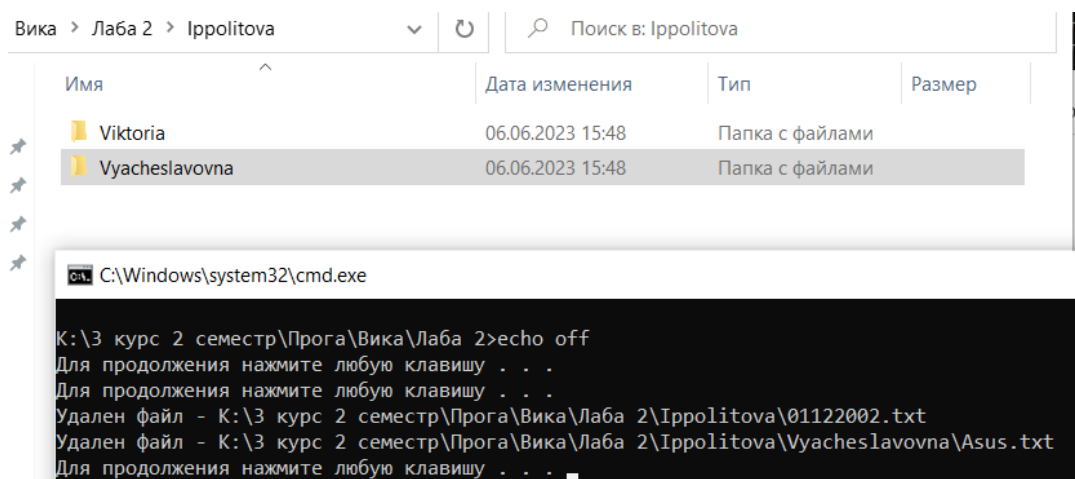 Вика > Лаба 2 > Ippolitova Поиск в: Ippolitova
Имя Дата изменения Тип Размер
Viktoria 06.06.2023 15:48 Папка с файлами
Vyacheslavovna 06.06.2023 15:48 Папка с файлами
C:\Windows\system32\cmd.exe
K:\3 курс 2 семестр\Прога\Вика\Лаба 2>echo off
Для продолжения нажмите любую клавишу . . .
Для продолжения нажмите любую клавишу . . .
Удален файл - K:\3 курс 2 семестр\Прога\Вика\Лаба 2\Ippolitova\01122002.txt
Удален файл - K:\3 курс 2 семестр\Прога\Вика\Лаба 2\Ippolitova\Vyacheslavovna\Asus.txt
Для продолжения нажмите любую клавишу . . .